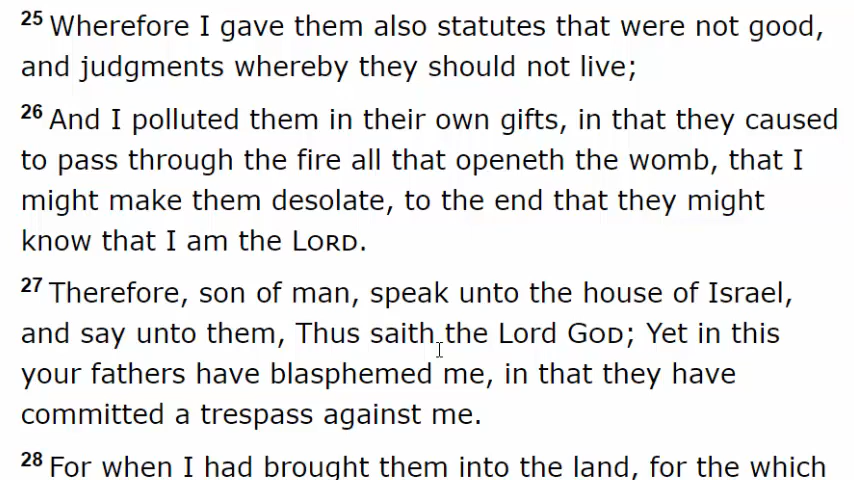 25 Wherefore I gave them also statutes that were not good,
and judgments whereby they should not live;
26 And I polluted them in their own gifts, in that they caused
to pass through the fire all that openeth the womb, that I
might make them desolate, to the end that they might
know that I am the LORD.
27 Therefore, son of man, speak unto the house of Israel,
and say unto them, Thus saith the Lord GOD; Yet in this
your fathers have blasphemed me, in that they have
committed a trespass against me.
28 For when I had brought them into the land, for the which